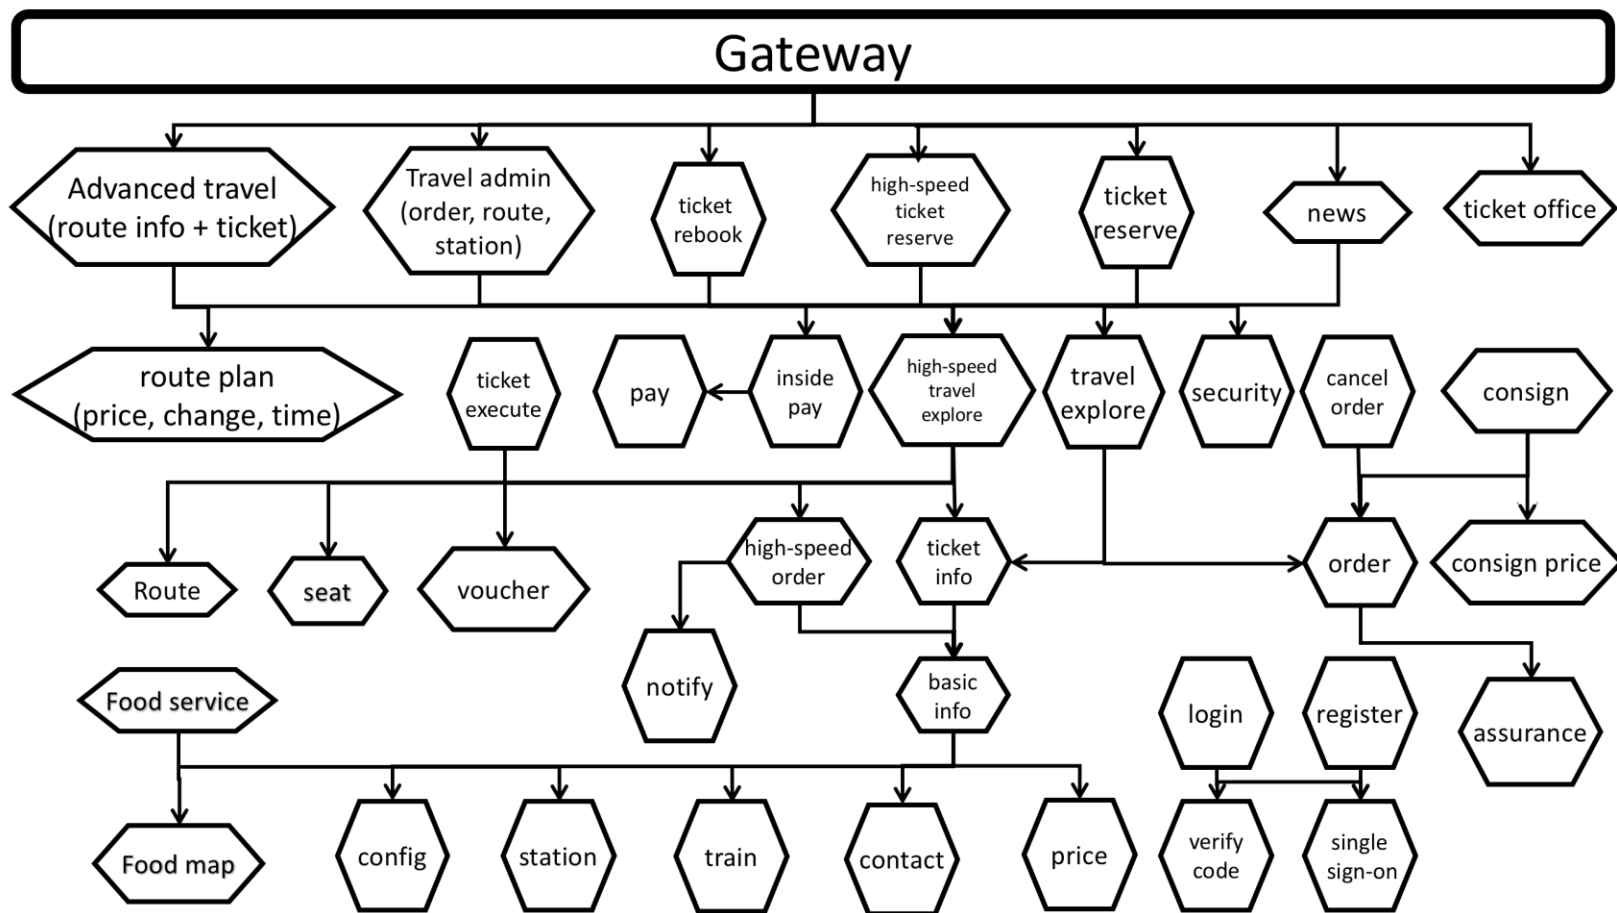 Gateway
Advanced travel
(route info + ticket)
Travel admin
(order, route,
station)
ticket
rebook
high-speed
ticket
reserve
ticket
reserve
news
ticket office
route plan
(price, change, time)
ticket
execute
pay
inside
pay
high-speed
travel
explore
travel
explore
security
cancel
order
consign
Route
seat
voucher
high-speed
order
ticket
info
order
consign price
Food service
notify
basic
info
login
register
assurance
Food map
config
station
train
contact
price
verify
code
single
sign-on